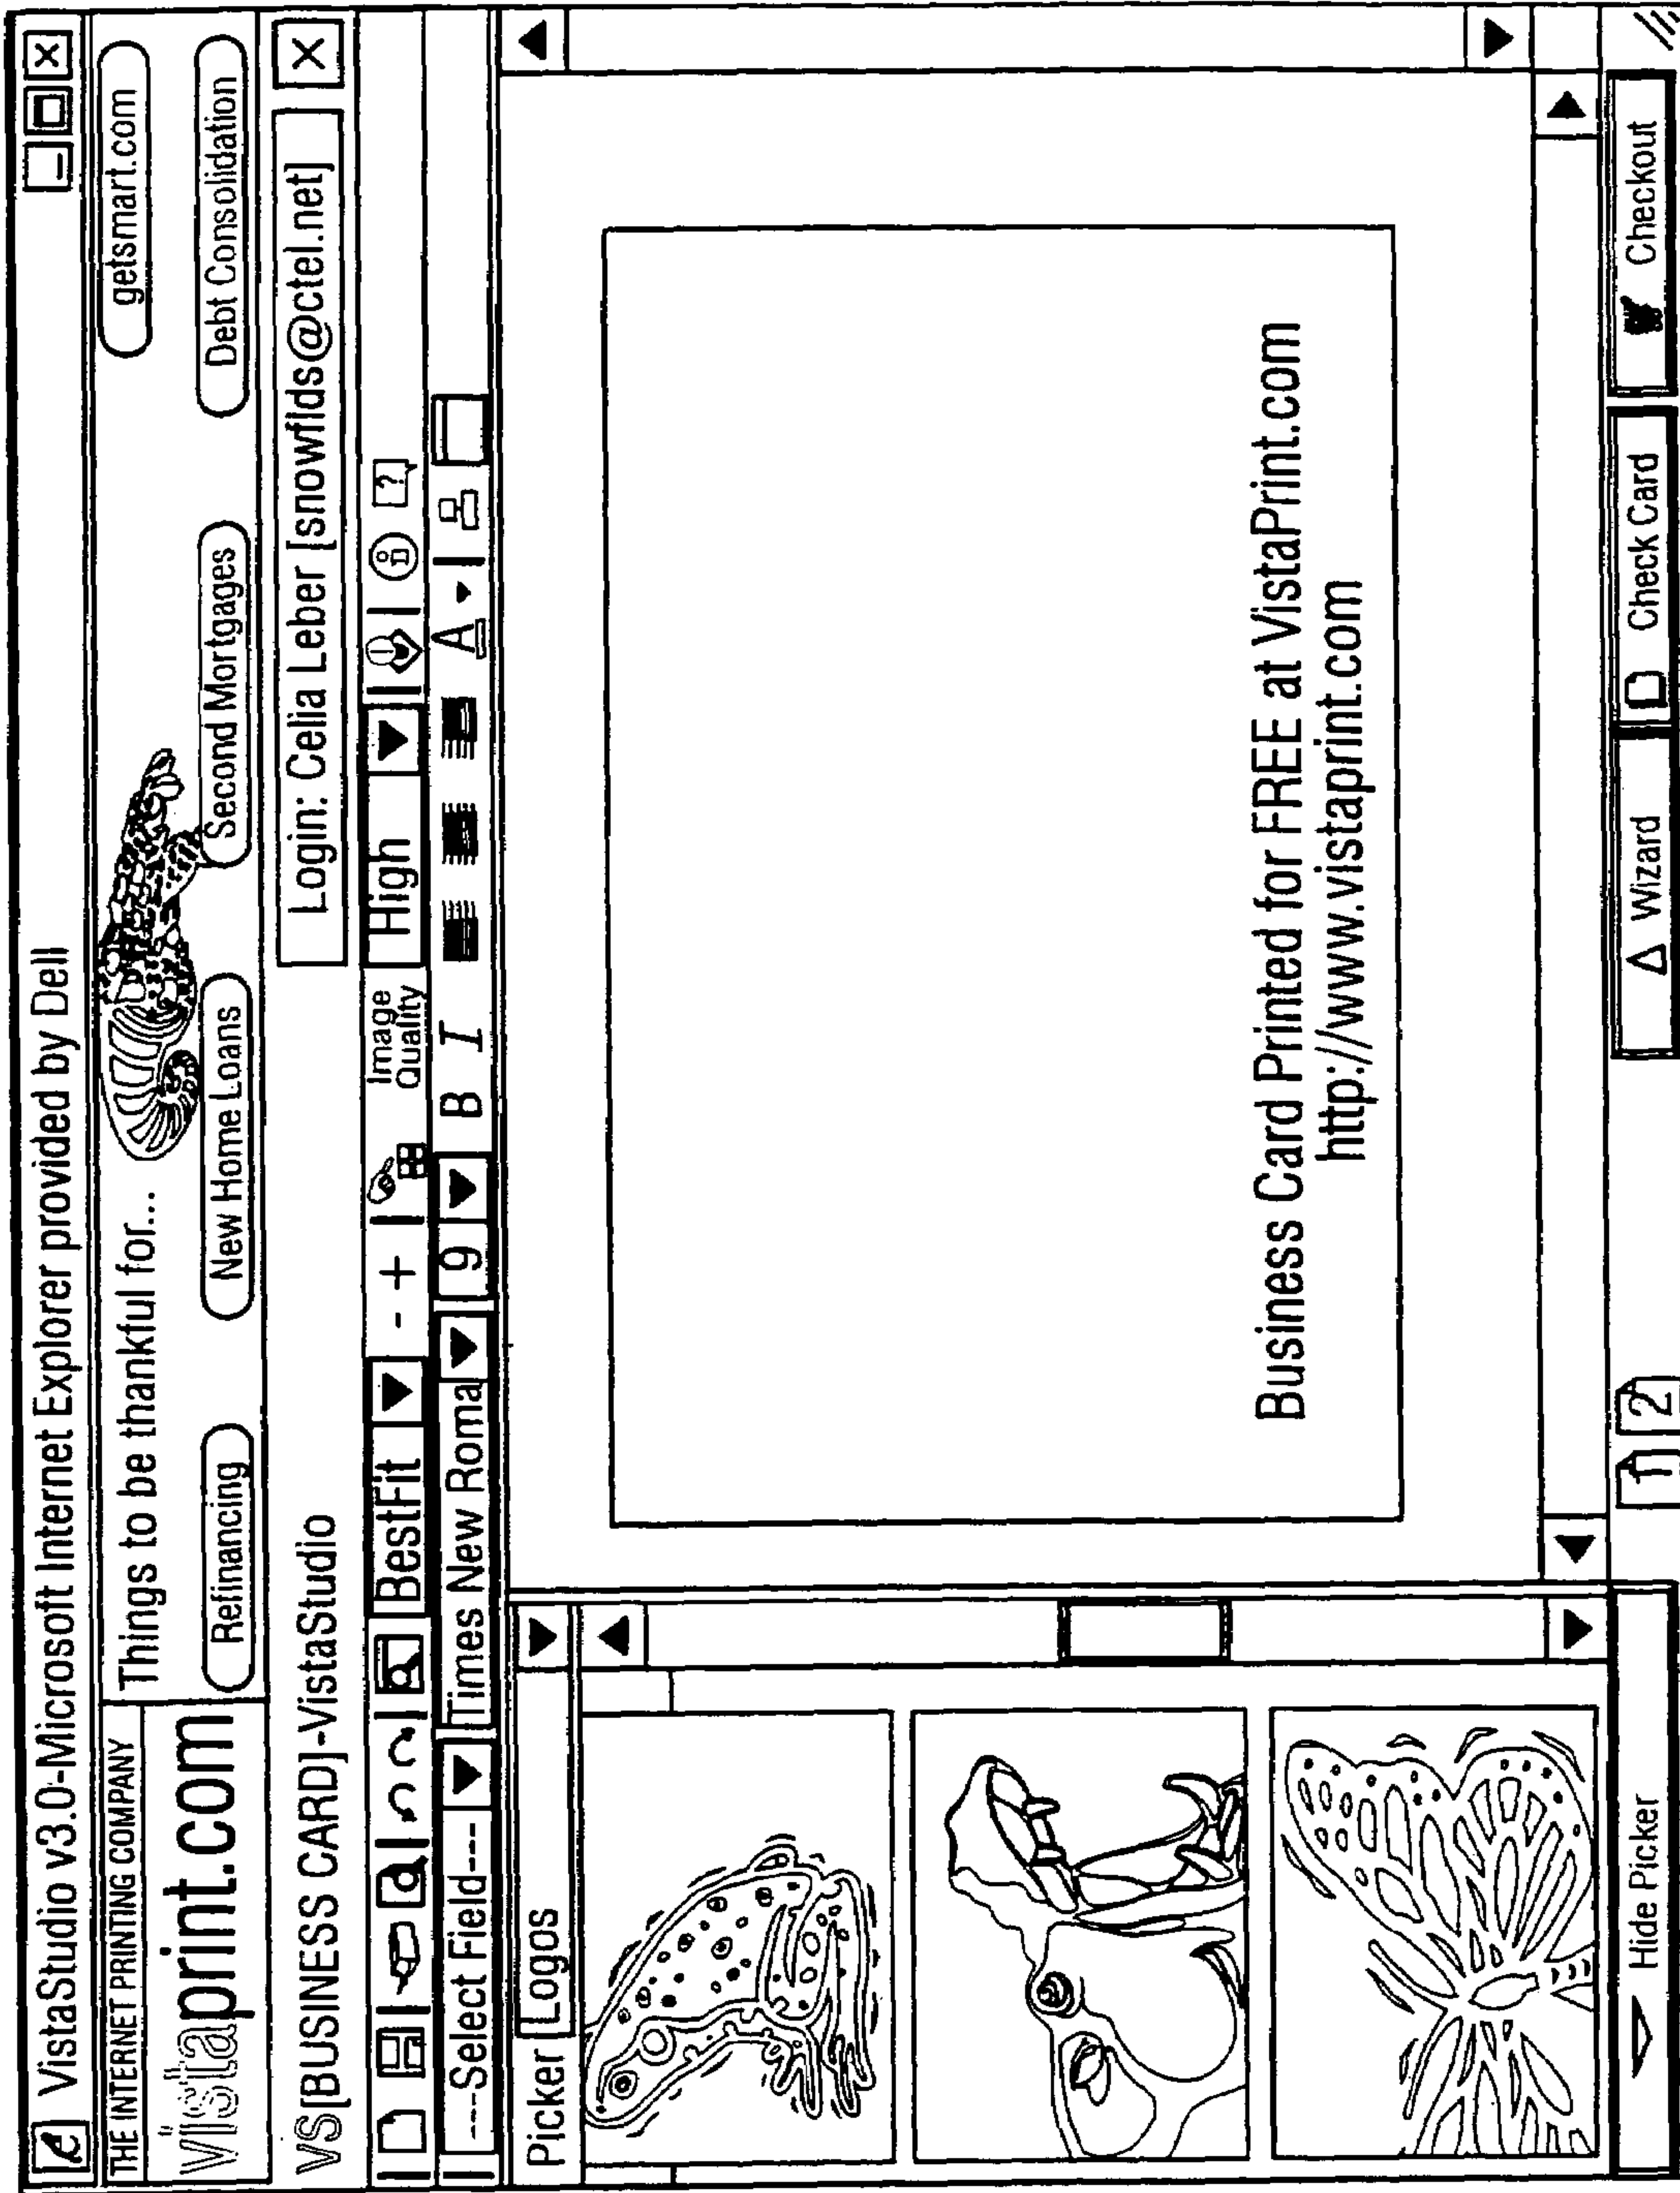 VistaStudio v3.0-Microsoft Internet Explorer provided by Dell
THE INTERNET PRINTING COMPANY
vistaprint.com
Things to be thankful for...
getsmart.com
Refinancing
New Home Loans
Second Mortgages
Debt Consolidation
VS[BUSINESS CARD]-VistaStudio
Login: Celia Leber [snowflds@ctel.net]
BestFit
- +
Image
Quality
High
----Select Field----
Times New Roma
9
B I
A
Picker
Logos
Business Card Printed for FREE at VistaPrint.com
http://www.vistaprint.com
Hide Picker
1 2
Wizard
Check Card
Checkout